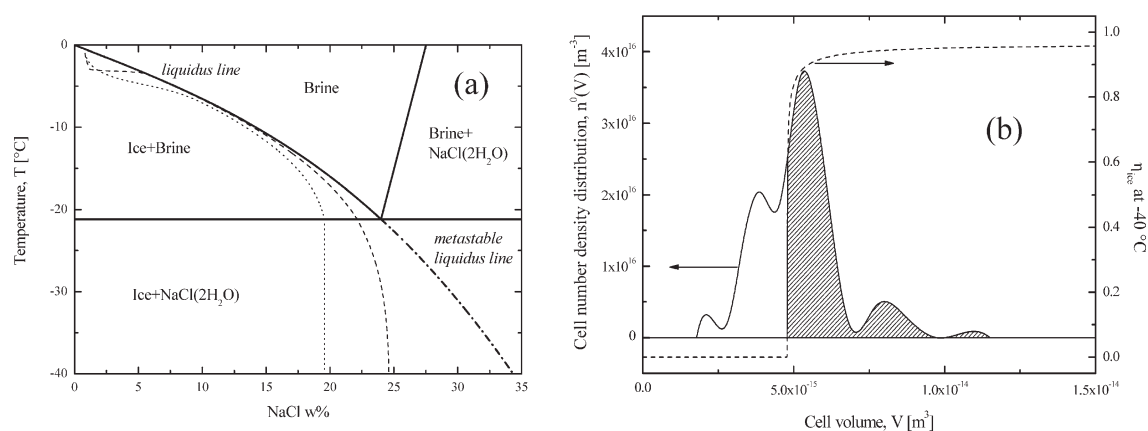 (a)
liquidus line
Brine
Ice+Brine
Brine+
NaCl(2H₂O)
metastable
liquidus line
Ice+NaCl(2H₂O)
0
-10
-20
-30
-40
Temperature, T [°C]
0 5 10 15 20 25 30 35
NaCl w%
(b)
4x10¹⁶
3x10¹⁶
2x10¹⁶
1x10¹⁶
0
Cell number density distribution, n⁰(V) [m⁻³]
1.0
0.8
0.6
0.4
0.2
0.0
η_ice at -40 °C
0.0 5.0x10⁻¹⁵ 1.0x10⁻¹⁴ 1.5x10⁻¹⁴
Cell volume, V [m³]